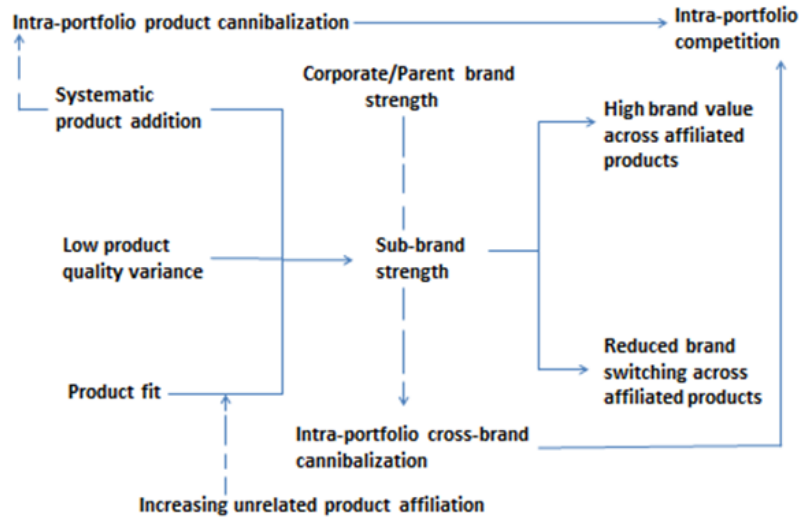 Intra-portfolio product cannibalization
Intra-portfolio
competition
Corporate/Parent brand
strength
Systematic
product addition
High brand value
across affiliated
products
Low product
quality variance
Sub-brand
strength
Reduced brand
switching across
affiliated products
Product fit
Intra-portfolio cross-brand
cannibalization
Increasing unrelated product affiliation